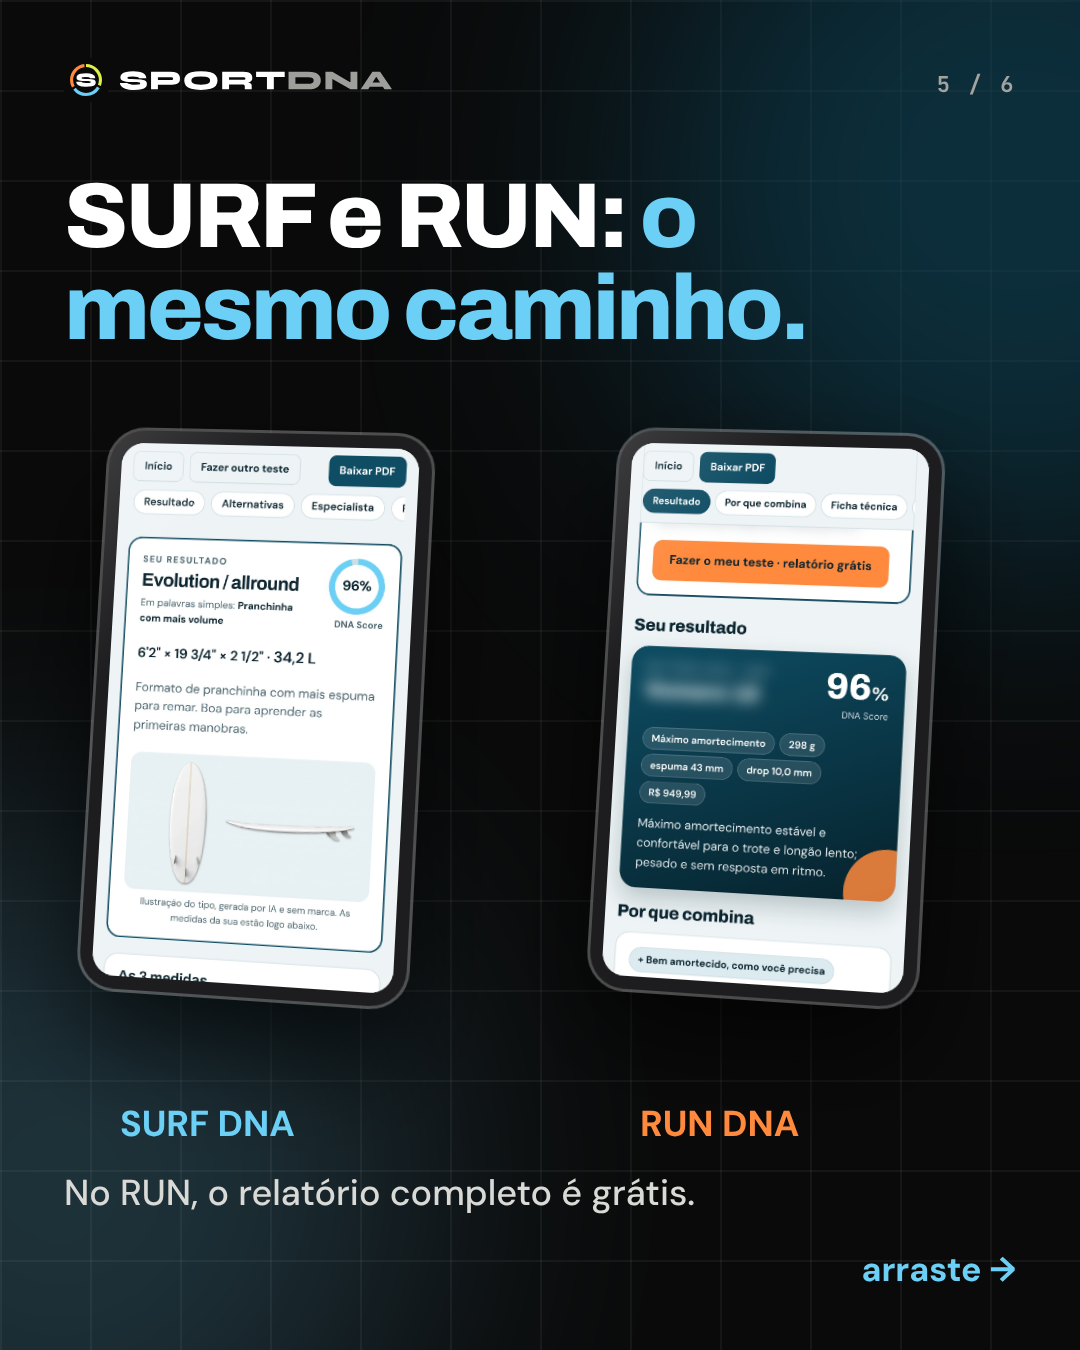 SPORTDNA
5 / 6
SURF e RUN: o
mesmo caminho.
Início
Fazer outro teste
Baixar PDF
Resultado
Alternativas
Especialista
SEU RESULTADO
Evolution / allround
Em palavras simples: Pranchinha
com mais volume
96%
DNA Score
6'2" × 19 3/4" × 2 1/2" · 34,2 L
Formato de pranchinha com mais espuma
para remar. Boa para aprender as
primeiras manobras.
Ilustração do tipo, gerada por IA e sem marca. As
medidas da sua estão logo abaixo.
As 3 medidas
Início
Baixar PDF
Resultado
Por que combina
Ficha técnica
Fazer o meu teste · relatório grátis
Seu resultado
96%
DNA Score
Máximo amortecimento
298 g
espuma 43 mm
drop 10,0 mm
R$ 949,99
Máximo amortecimento estável e
confortável para o trote e longão lento;
pesado e sem resposta em ritmo.
Por que combina
+ Bem amortecido, como você precisa
SURF DNA
RUN DNA
No RUN, o relatório completo é grátis.
arraste →